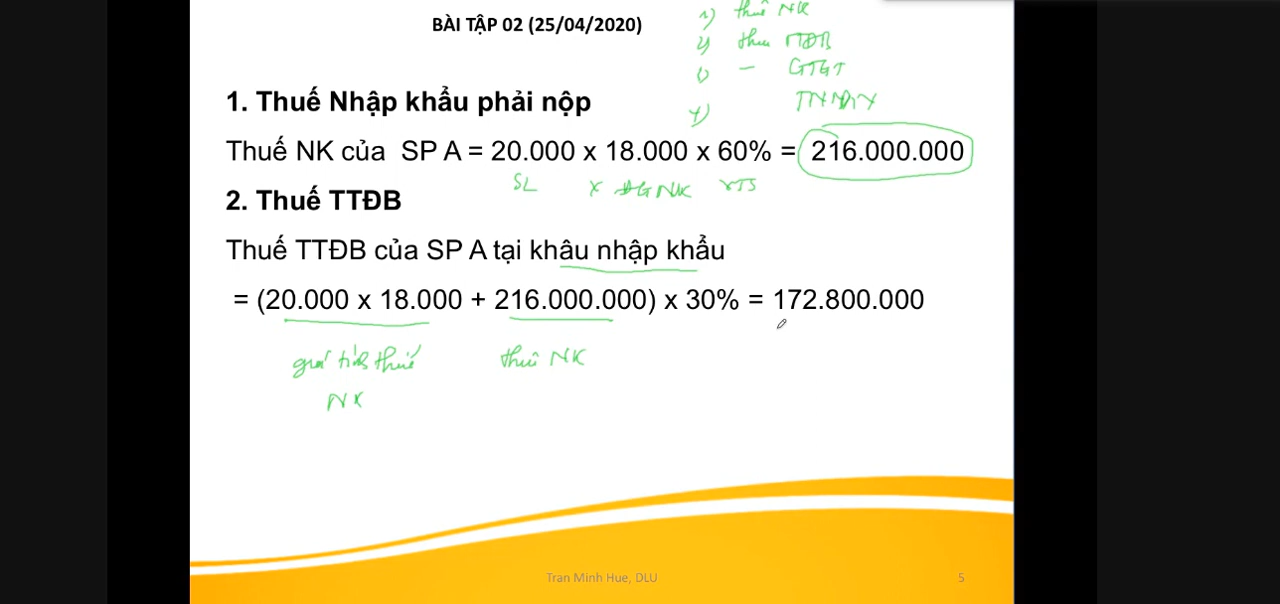 BÀI TẬP 02 (25/04/2020)
1) thuế NK
2) thuế TTĐB
- GTGT
4) TNDN
1. Thuế Nhập khẩu phải nộp
Thuế NK của SP A = 20.000 x 18.000 x 60% = 216.000.000
SL x ĐG NK x TS
2. Thuế TTĐB
Thuế TTĐB của SP A tại khâu nhập khẩu
= (20.000 x 18.000 + 216.000.000) x 30% = 172.800.000
giá tính thuế thuế NK
NK
Tran Minh Hue, DLU 5